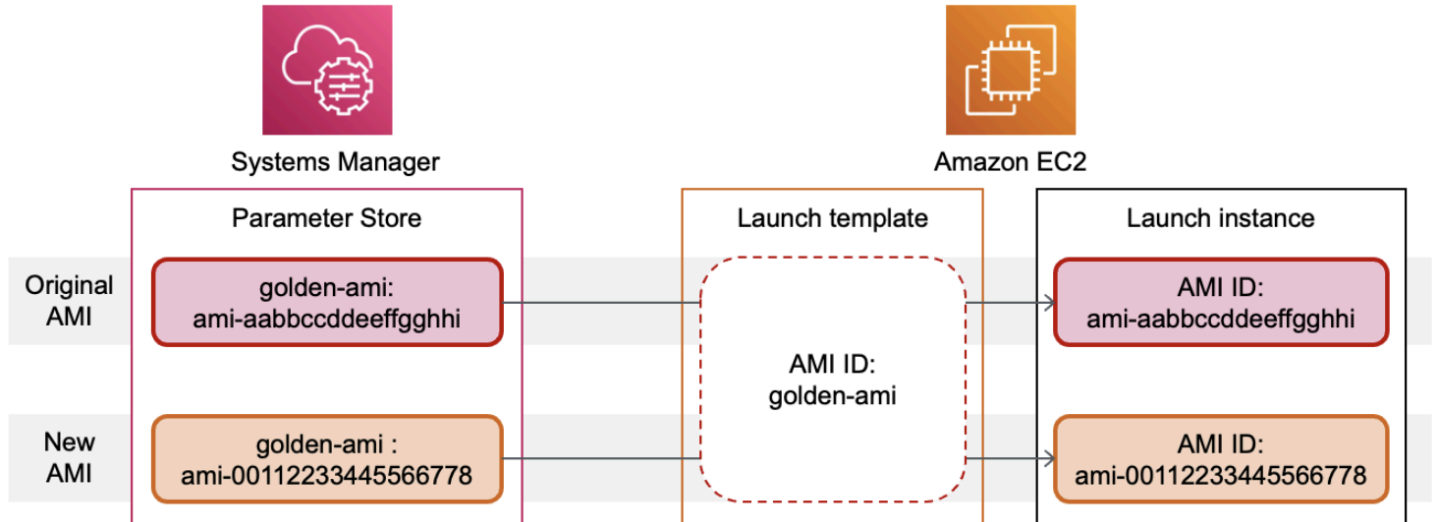 Systems Manager
Amazon EC2
Parameter Store
Launch template
Launch instance
Original
AMI
golden-ami:
ami-aabbccddeeffgghhi
AMI ID:
golden-ami
AMI ID:
ami-aabbccddeeffgghhi
New
AMI
golden-ami :
ami-00112233445566778
AMI ID:
ami-00112233445566778